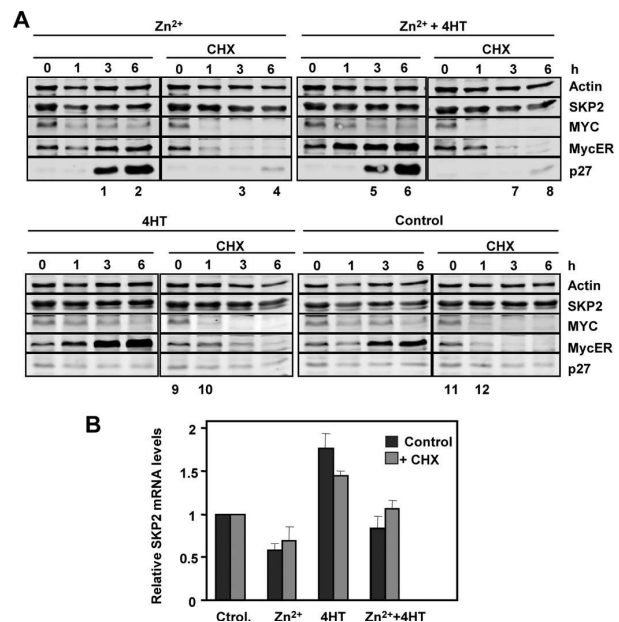 A
Zn2+ Zn2+ + 4HT
CHX CHX
0 1 3 6 0 1 3 6 0 1 3 6 0 1 3 6 h
Actin
SKP2
MYC
MycER
p27
1 2 3 4 5 6 7 8
4HT Control
CHX CHX
0 1 3 6 0 1 3 6 0 1 3 6 0 1 3 6 h
Actin
SKP2
MYC
MycER
p27
9 10 11 12
B
Relative SKP2 mRNA levels
2
1.5
1
0.5
0
Control
+ CHX
Ctrol. Zn2+ 4HT Zn2++4HT